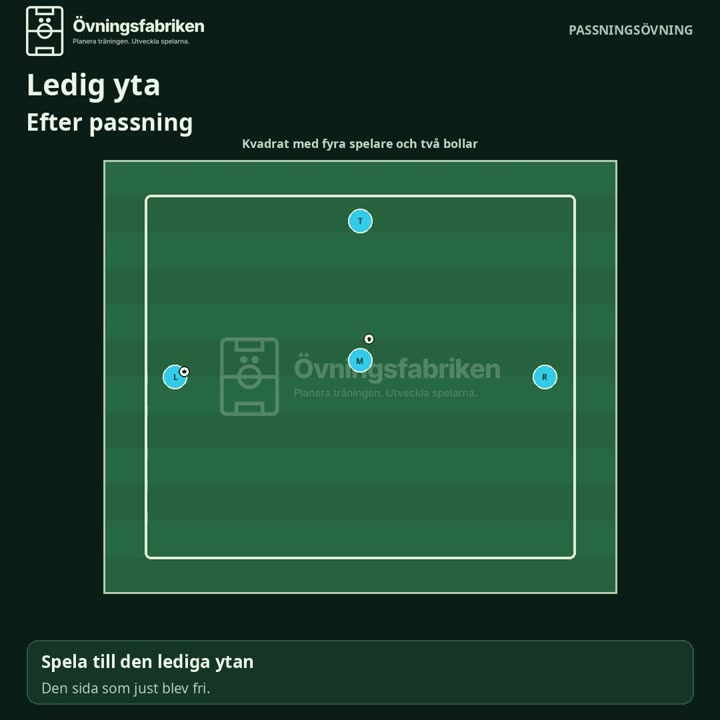 Övningsfabriken
Planera träningen. Utveckla spelarna.
PASSNINGSÖVNING
Ledig yta
Efter passning
Kvadrat med fyra spelare och två bollar
T
M
L
R
Övningsfabriken
Planera träningen. Utveckla spelarna.
Spela till den lediga ytan
Den sida som just blev fri.